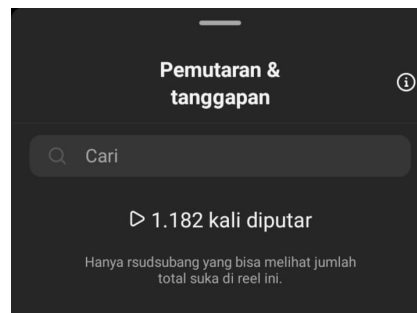 Pemutaran &
tanggapan
Cari
1.182 kali diputar
Hanya rsudsubang yang bisa melihat jumlah
total suka di reel ini.